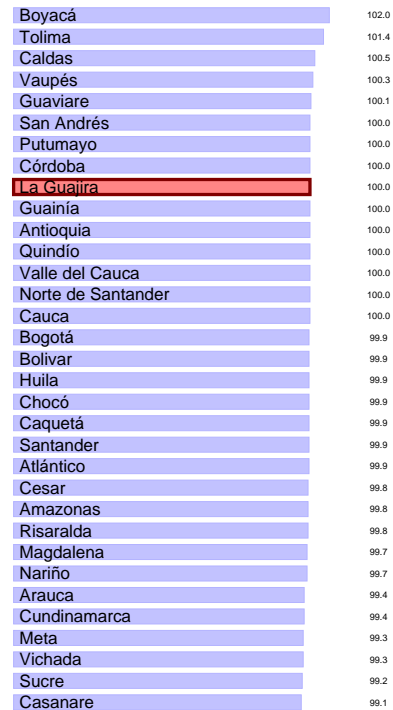 Boyacá 102.0
Tolima 101.4
Caldas 100.5
Vaupés 100.3
Guaviare 100.1
San Andrés 100.0
Putumayo 100.0
Córdoba 100.0
La Guajira 100.0
Guainía 100.0
Antioquia 100.0
Quindío 100.0
Valle del Cauca 100.0
Norte de Santander 100.0
Cauca 100.0
Bogotá 99.9
Bolivar 99.9
Huila 99.9
Chocó 99.9
Caquetá 99.9
Santander 99.9
Atlántico 99.9
Cesar 99.8
Amazonas 99.8
Risaralda 99.8
Magdalena 99.7
Nariño 99.7
Arauca 99.4
Cundinamarca 99.4
Meta 99.3
Vichada 99.3
Sucre 99.2
Casanare 99.1